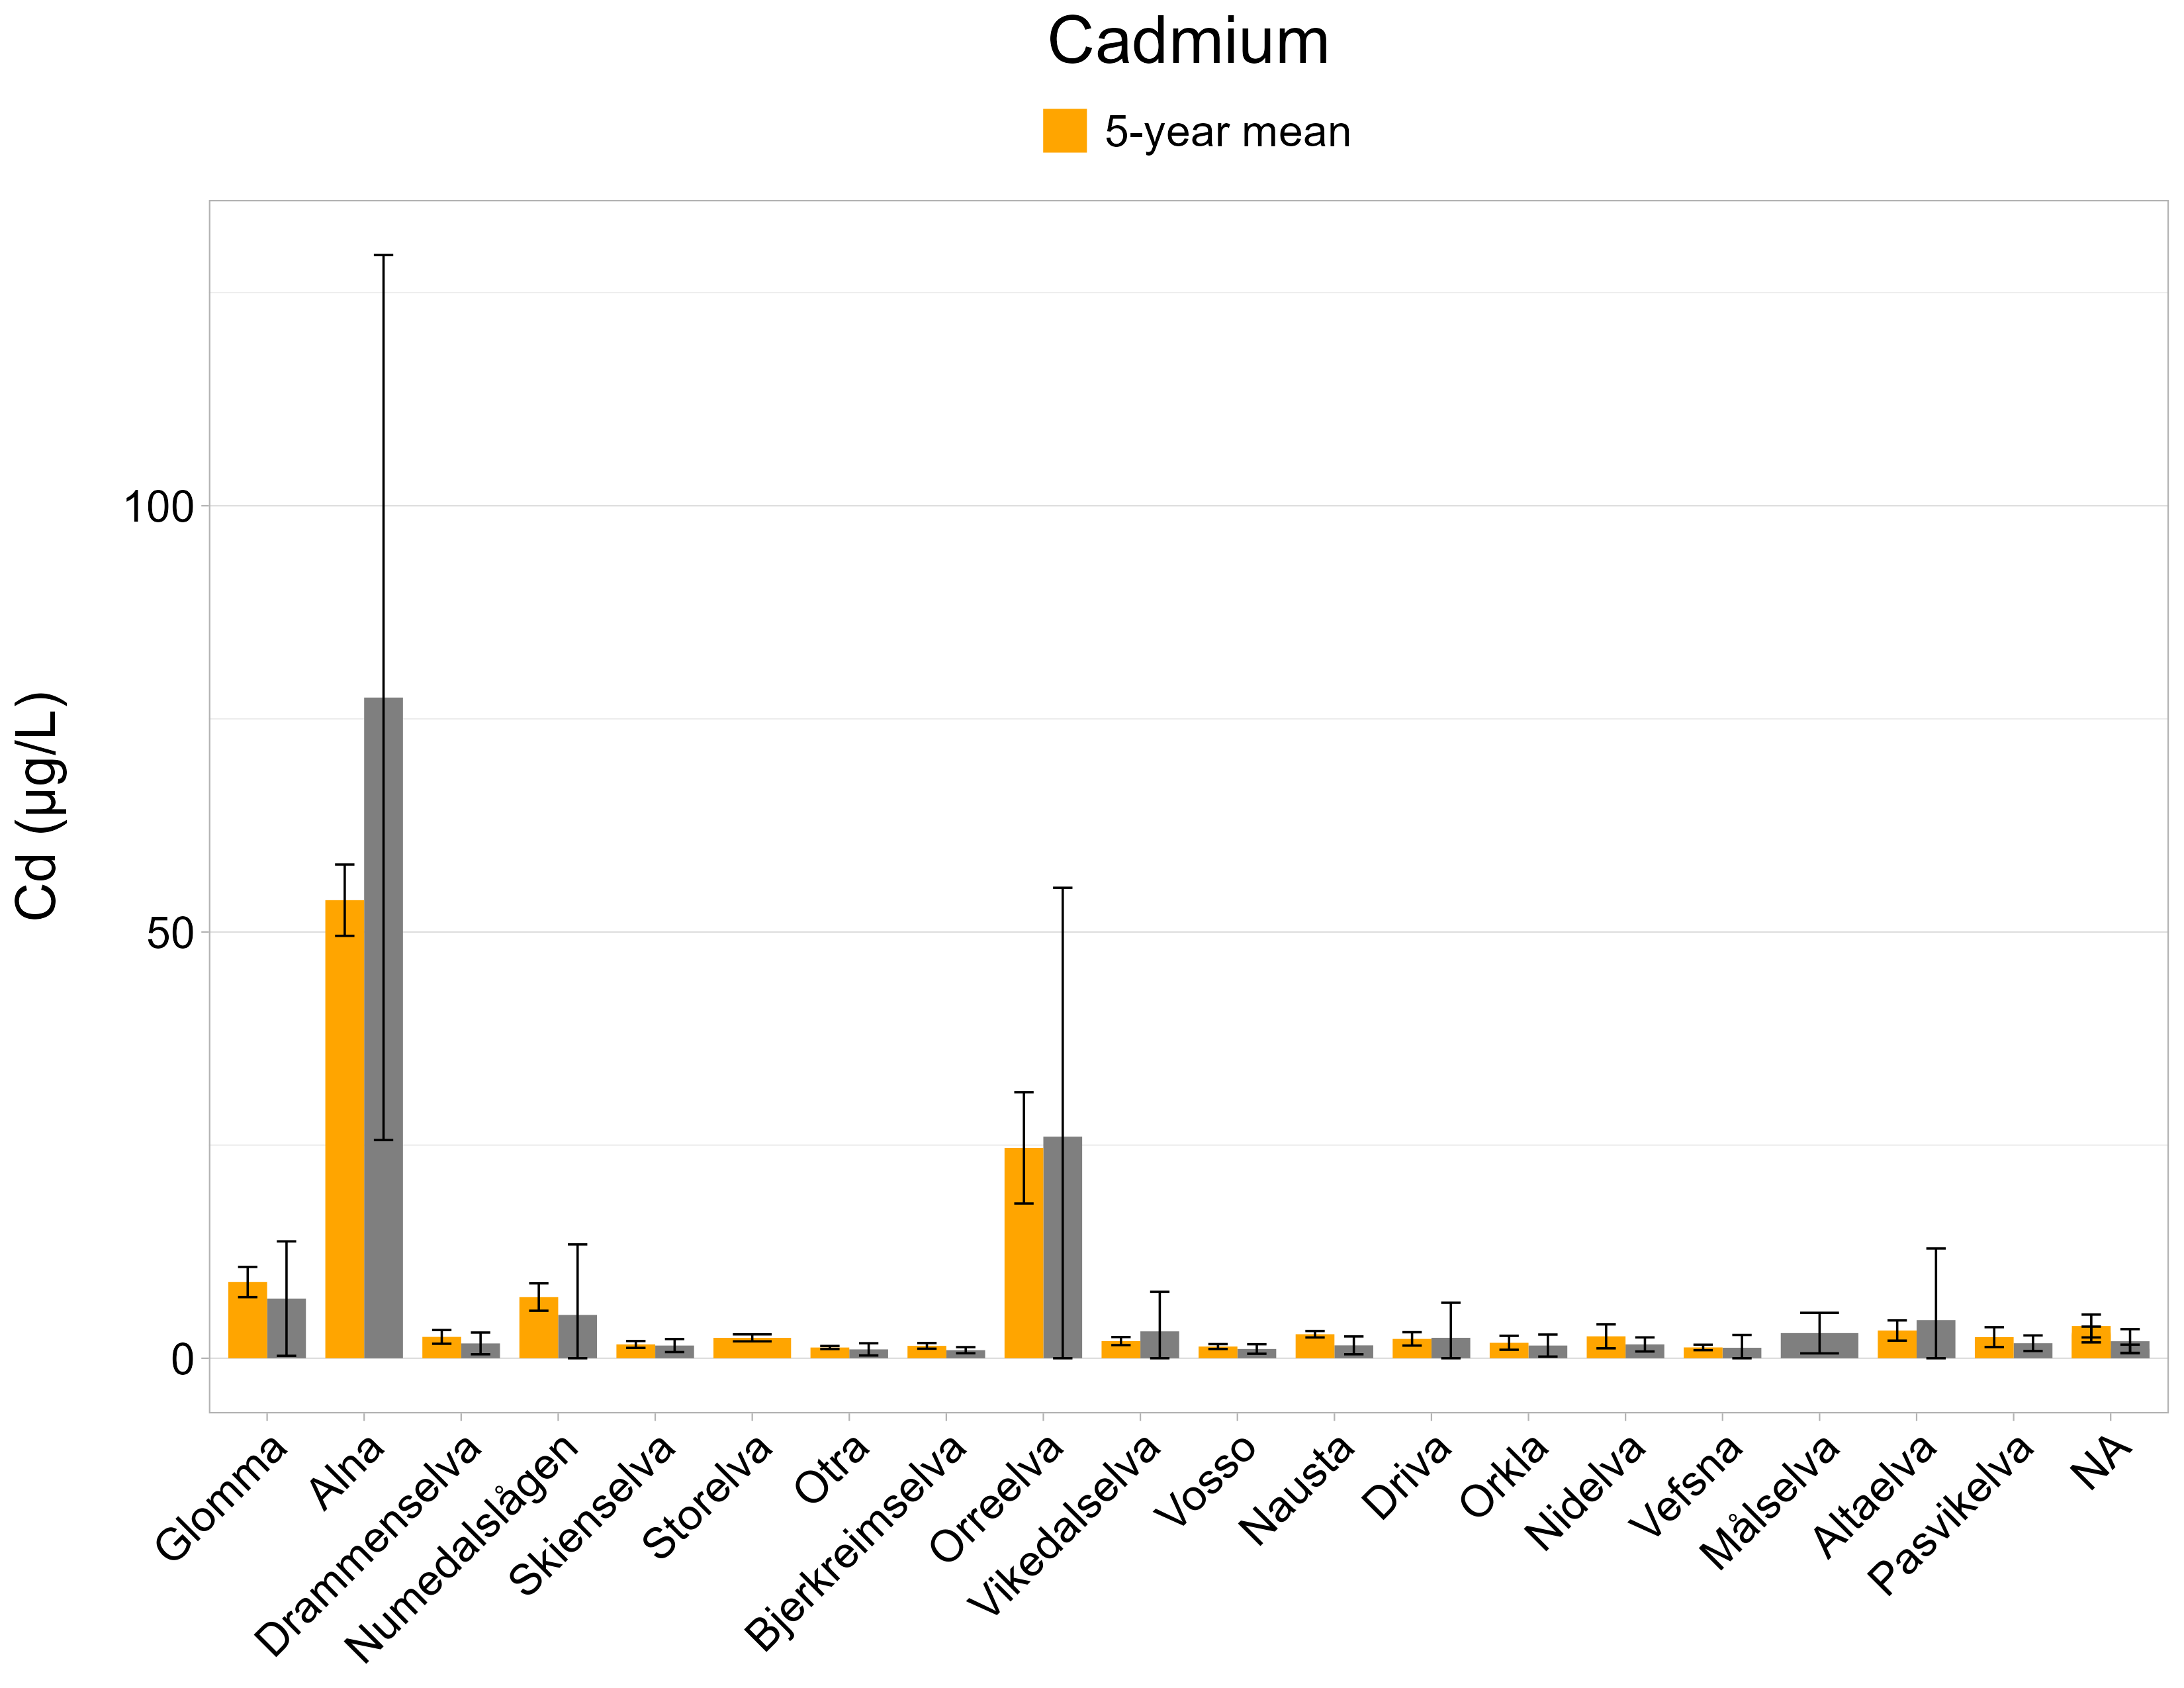 Cadmium
5-year mean
Cd (µg/L)
100
50
0
Glomma
Alna
Drammenselva
Numedalslågen
Skienselva
Storelva
Otra
Bjerkreimselva
Orreelva
Vikedalselva
Vosso
Nausta
Driva
Orkla
Nidelva
Vefsna
Målselva
Altaelva
Pasvikelva
NA